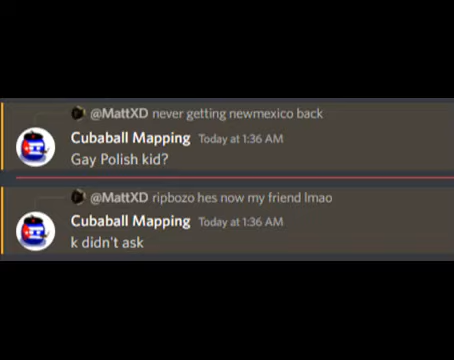 @MattXD never getting newmexico back
Cubaball Mapping Today at 1:36 AM
Gay Polish kid?
@MattXD ripbozo hes now my friend lmao
Cubaball Mapping Today at 1:36 AM
k didn't ask